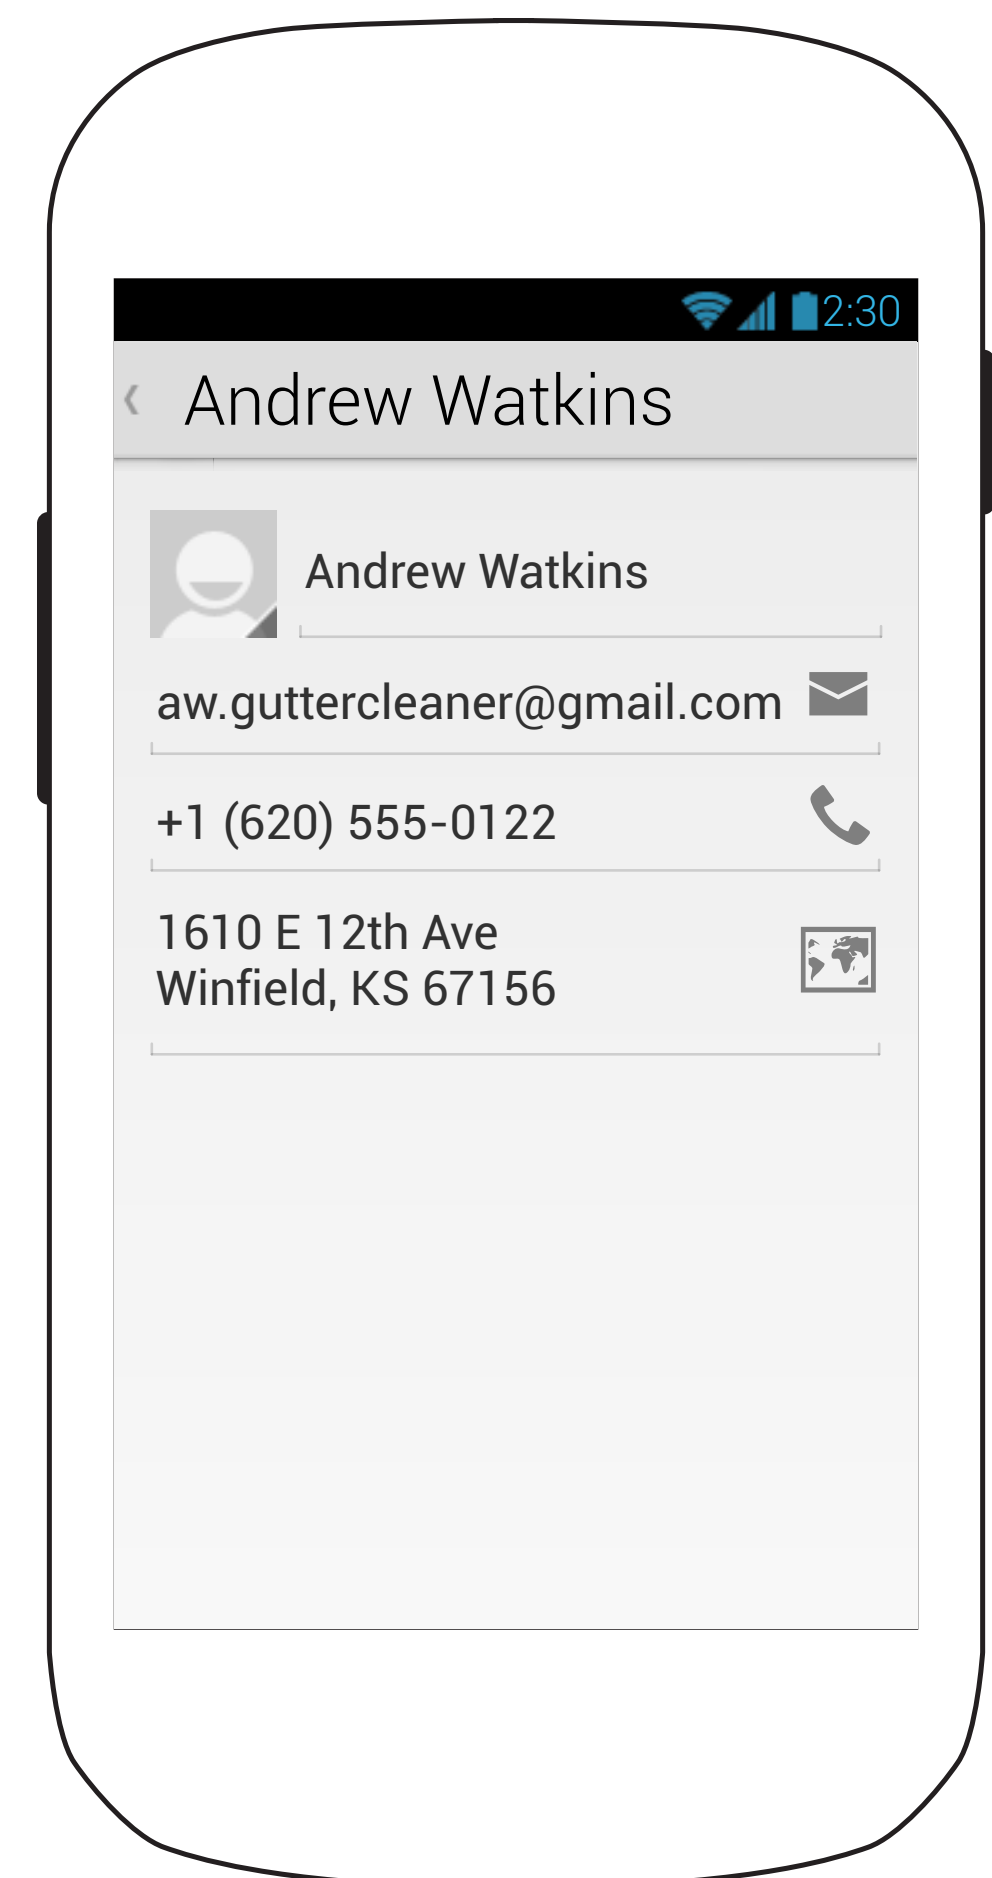 2:30
Andrew Watkins
Andrew Watkins
aw.guttercleaner@gmail.com
+1 (620) 555-0122
1610 E 12th Ave
Winfield, KS 67156